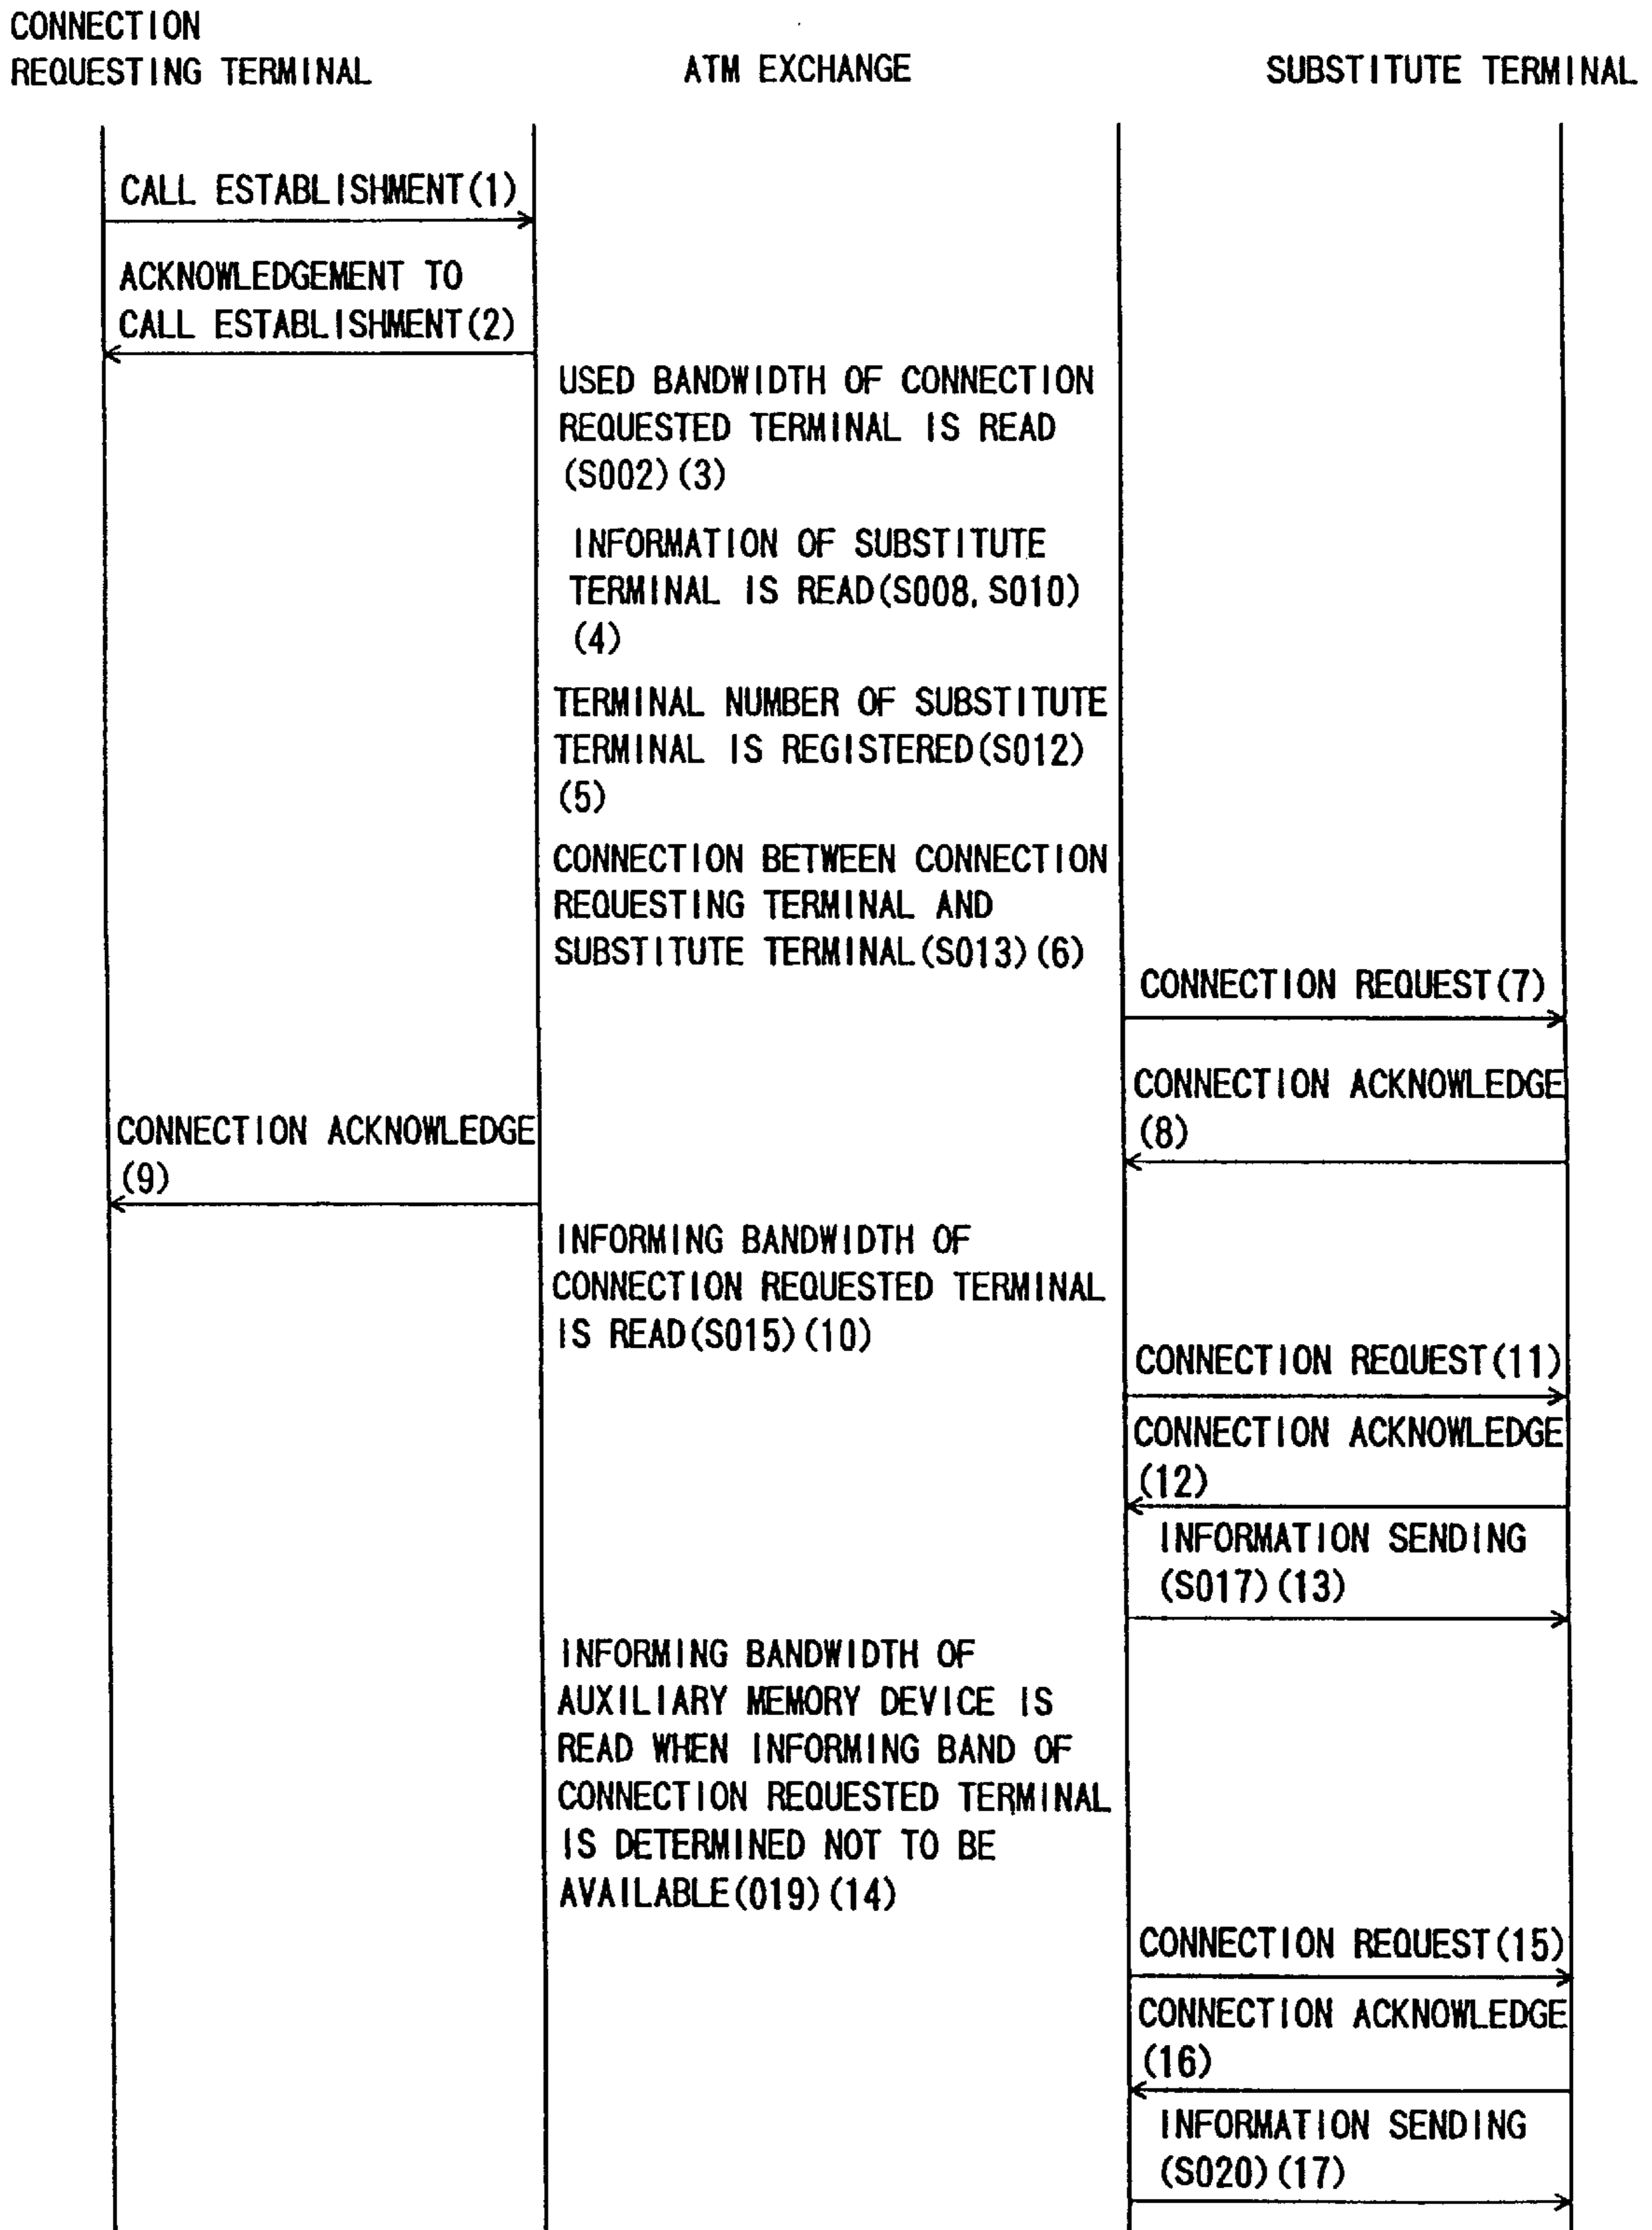 CONNECTION
REQUESTING TERMINAL
ATM EXCHANGE
SUBSTITUTE TERMINAL
CALL ESTABLISHMENT(1)
ACKNOWLEDGEMENT TO
CALL ESTABLISHMENT(2)
USED BANDWIDTH OF CONNECTION
REQUESTED TERMINAL IS READ
(S002)(3)
INFORMATION OF SUBSTITUTE
TERMINAL IS READ(S008,S010)
(4)
TERMINAL NUMBER OF SUBSTITUTE
TERMINAL IS REGISTERED(S012)
(5)
CONNECTION BETWEEN CONNECTION
REQUESTING TERMINAL AND
SUBSTITUTE TERMINAL(S013)(6)
CONNECTION REQUEST(7)
CONNECTION ACKNOWLEDGE
(8)
CONNECTION ACKNOWLEDGE
(9)
INFORMING BANDWIDTH OF
CONNECTION REQUESTED TERMINAL
IS READ(S015)(10)
CONNECTION REQUEST(11)
CONNECTION ACKNOWLEDGE
(12)
INFORMATION SENDING
(S017)(13)
INFORMING BANDWIDTH OF
AUXILIARY MEMORY DEVICE IS
READ WHEN INFORMING BAND OF
CONNECTION REQUESTED TERMINAL
IS DETERMINED NOT TO BE
AVAILABLE(019)(14)
CONNECTION REQUEST(15)
CONNECTION ACKNOWLEDGE
(16)
INFORMATION SENDING
(S020)(17)